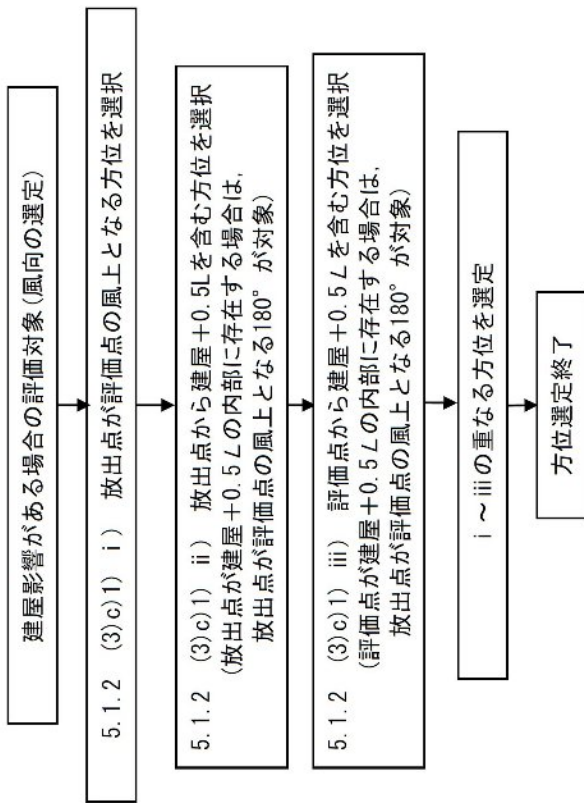 建屋影響がある場合の評価対象(風向の選定)
5.1.2 (3)c)1) i) 放出点が評価点の風上となる方位を選択
5.1.2 (3)c)1) ii) 放出点から建屋+0.5Lを含む方位を選択
(放出点が建屋+0.5Lの内部に存在する場合は,
放出点が評価点の風上となる180°が対象)
5.1.2 (3)c)1) iii) 評価点から建屋+0.5Lを含む方位を選択
(評価点が建屋+0.5Lの内部に存在する場合は,
放出点が評価点の風上となる180°が対象)
i~iiiの重なる方位を選定
方位選定終了